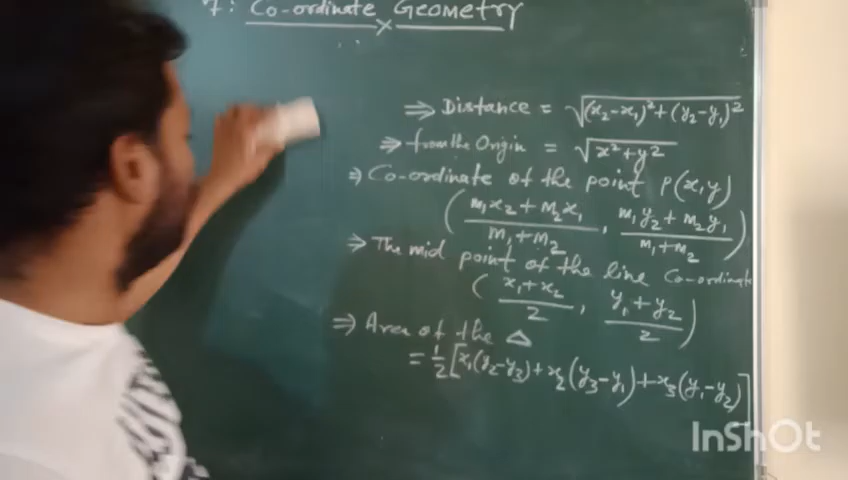 7: Co-ordinate Geometry
⇒ Distance = √(x₂-x₁)²+(y₂-y₁)²
⇒ from the Origin = √x²+y²
⇒ Co-ordinate of the point P(x,y)
(m₁x₂+m₂x₁/m₁+m₂, m₁y₂+m₂y₁/m₁+m₂)
⇒ The mid point of the line Co-ordinate
(x₁+x₂/2, y₁+y₂/2)
⇒ Area of the △
= 1/2[x₁(y₂-y₃)+x₂(y₃-y₁)+x₃(y₁-y₂)]
InShOt